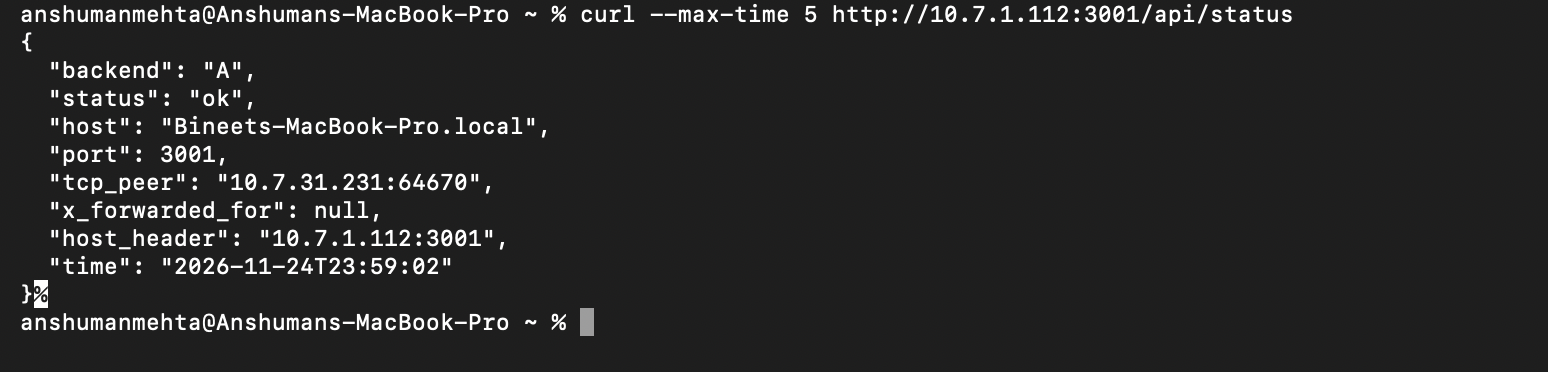 anshumanmehta@Anshumans-MacBook-Pro ~ % curl --max-time 5 http://10.7.1.112:3001/api/status
{
  "backend": "A",
  "status": "ok",
  "host": "Bineets-MacBook-Pro.local",
  "port": 3001,
  "tcp_peer": "10.7.31.231:64670",
  "x_forwarded_for": null,
  "host_header": "10.7.1.112:3001",
  "time": "2026-11-24T23:59:02"
}%
anshumanmehta@Anshumans-MacBook-Pro ~ %